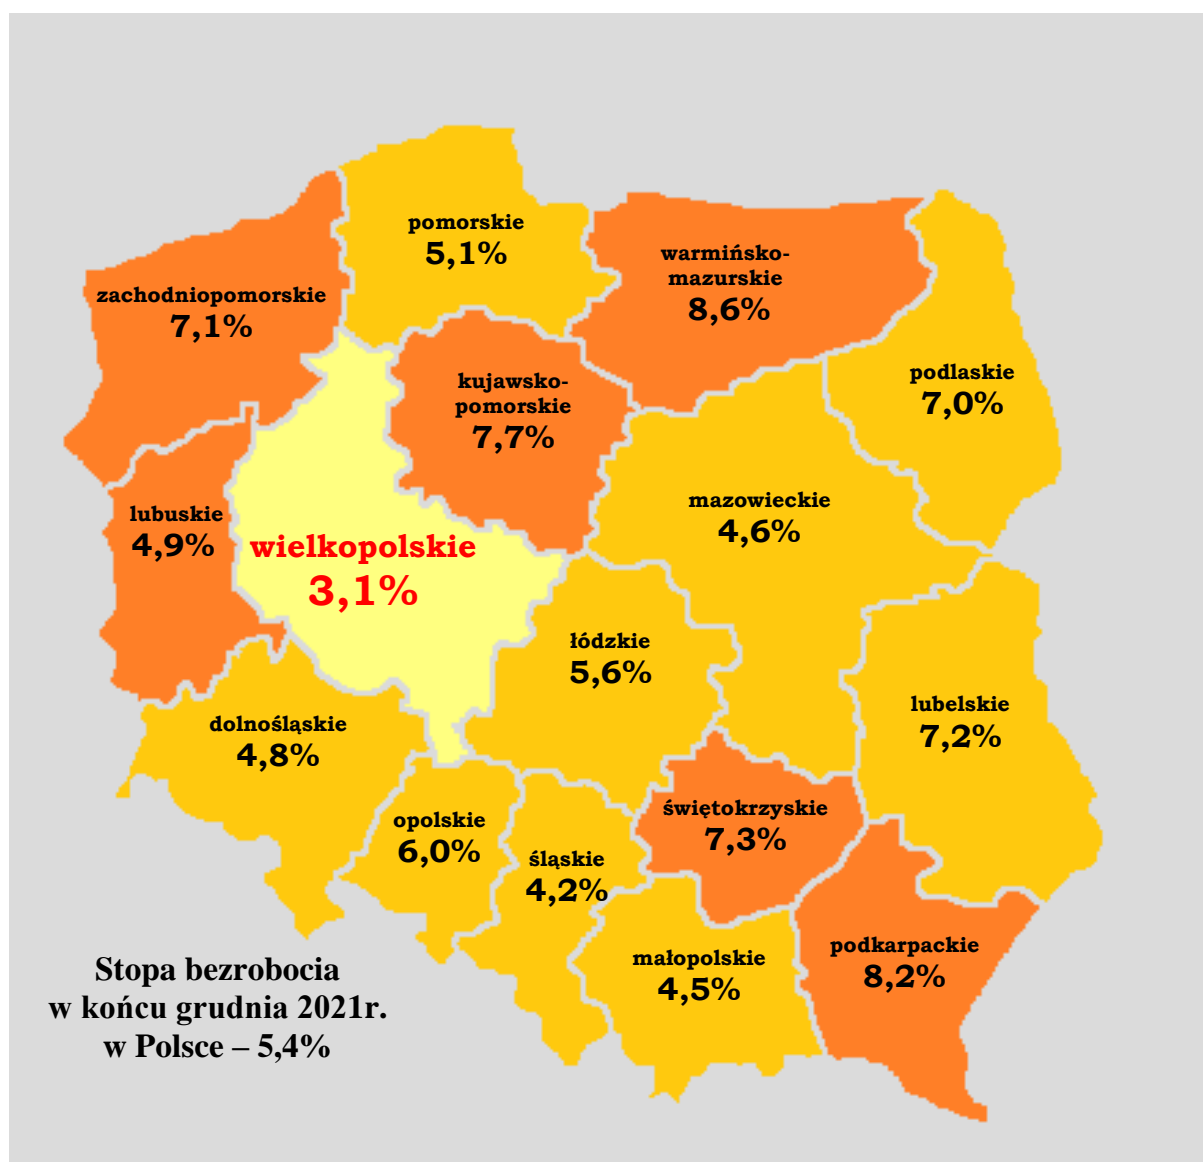 pomorskie
5,1%
warmińsko-
mazurskie
8,6%
zachodniopomorskie
7,1%
podlaskie
7,0%
kujawsko-
pomorskie
7,7%
mazowieckie
4,6%
lubuskie
4,9%
wielkopolskie
3,1%
łódzkie
5,6%
lubelskie
7,2%
dolnośląskie
4,8%
świętokrzyskie
7,3%
opolskie
6,0%
śląskie
4,2%
podkarpackie
8,2%
małopolskie
4,5%
Stopa bezrobocia
w końcu grudnia 2021r.
w Polsce – 5,4%